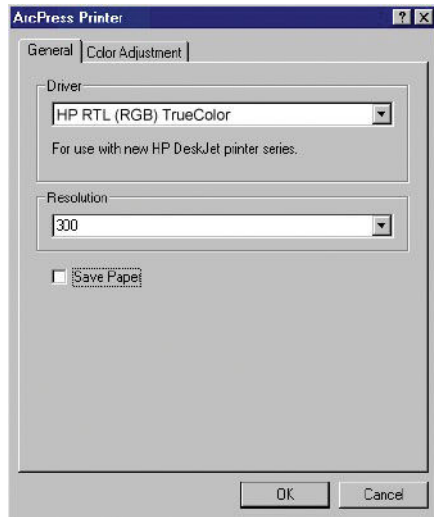 ArcPress Printer
General
Color Adjustment
Driver
HP RTL (RGB) TrueColor
For use with new HP DeskJet printer series.
Resolution
300
Save Paper
OK
Cancel